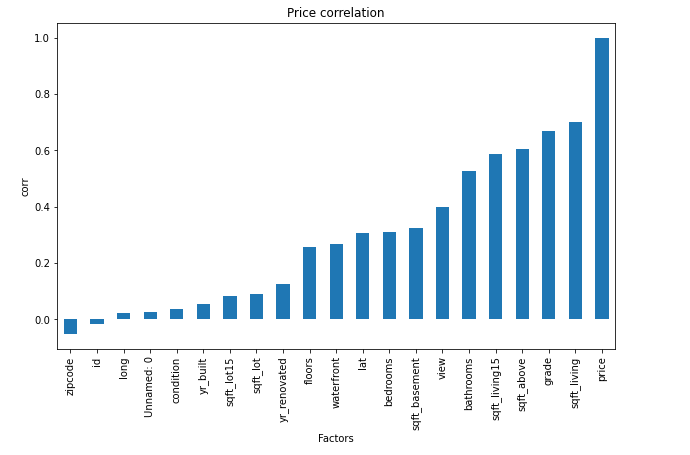 Price correlation
1.0
0.8
0.6
0.4
0.2
0.0
corr
zipcode
id
long
Unnamed: 0
condition
yr_built
sqft_lot15
sqft_lot
yr_renovated
floors
waterfront
lat
bedrooms
sqft_basement
view
bathrooms
sqft_living15
sqft_above
grade
sqft_living
price
Factors